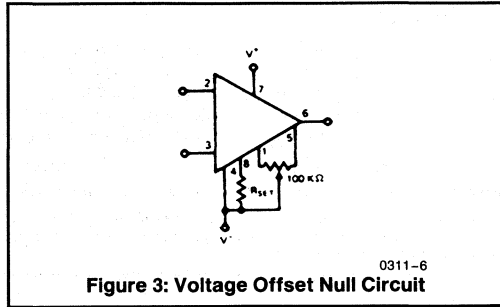 V+
2
7
6
3
5
1
4
8
100 KΩ
RSET
V-
0311-6
Figure 3: Voltage Offset Null Circuit